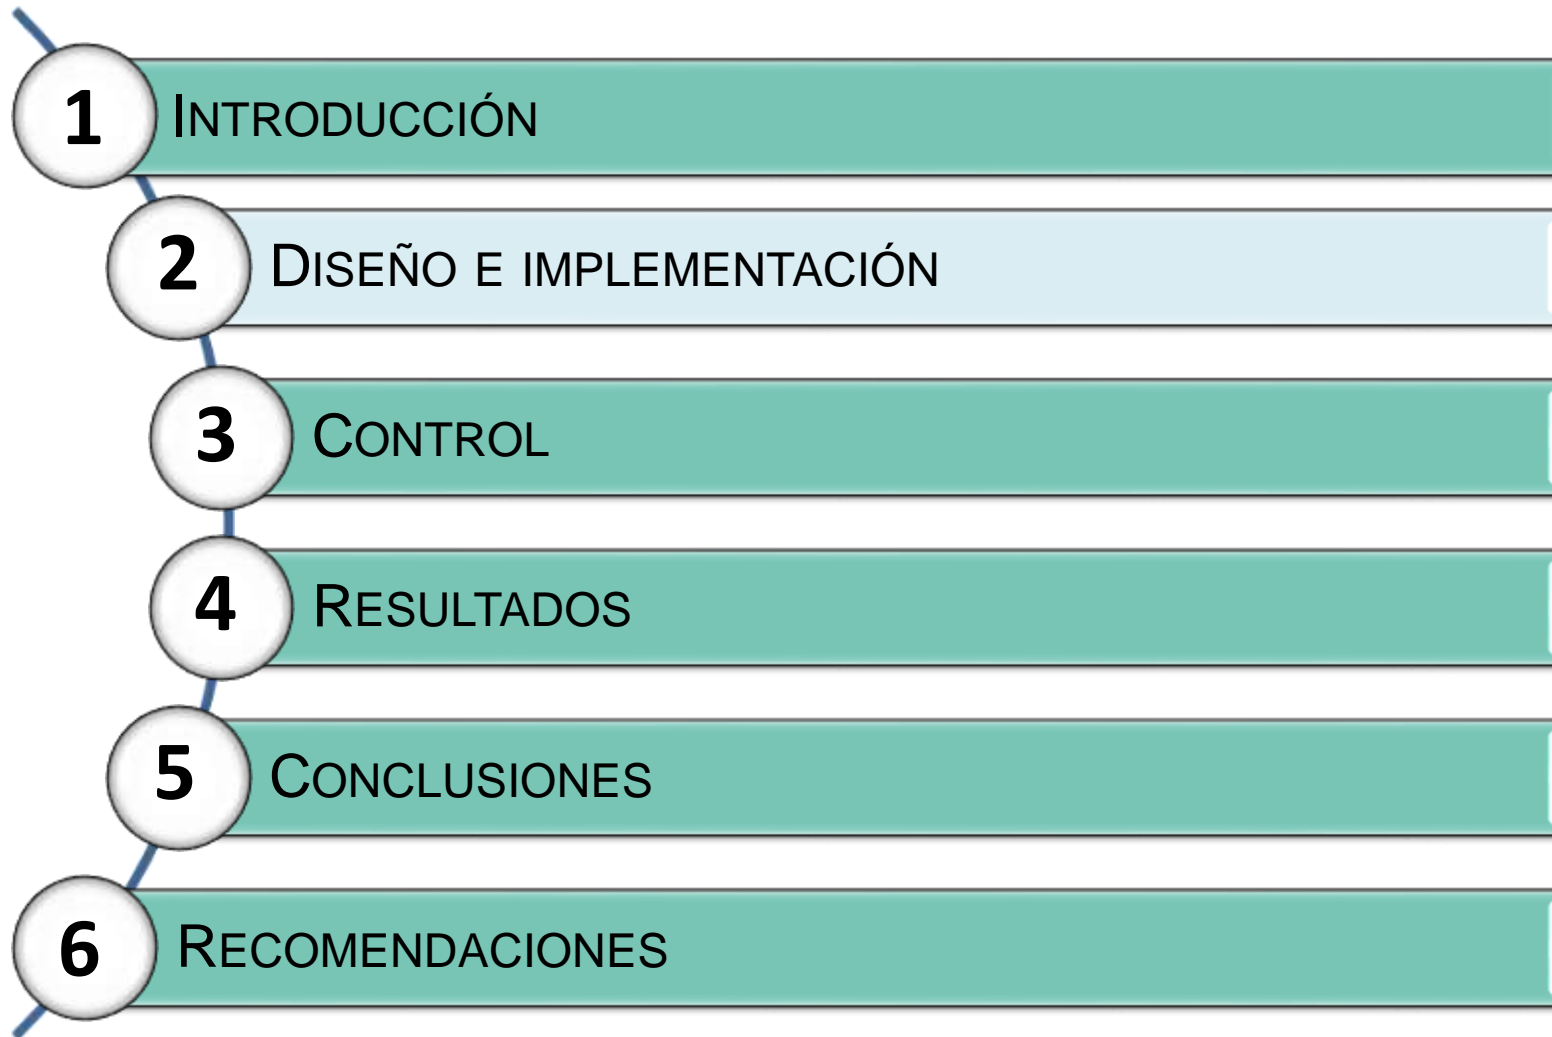 1 INTRODUCCIÓN
2 DISEÑO E IMPLEMENTACIÓN
3 CONTROL
4 RESULTADOS
5 CONCLUSIONES
6 RECOMENDACIONES